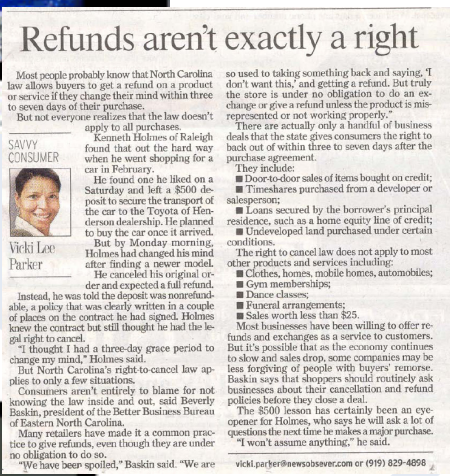 Refunds aren't exactly a right
Most people probably know that North Carolina
law allows buyers to get a refund on a product
or service if they change their mind within three
to seven days of their purchase.
But not everyone realizes that the law doesn't
apply to all purchases.
SAVVY
CONSUMER
Vicki Lee
Parker
Kenneth Holmes of Raleigh
found that out the hard way
when he went shopping for a
car in February.
He found one he liked on a
Saturday and left a $500 de-
posit to secure the transport of
the car to the Toyota of Hen-
derson dealership. He planned
to buy the car once it arrived.
But by Monday morning,
Holmes had changed his mind
after finding a newer model.
He canceled his original or-
der and expected a full refund.
Instead, he was told the deposit was nonrefund-
able, a policy that was clearly written in a couple
of places on the contract he had signed. Holmes
knew the contract but still thought he had the le-
gal right to cancel.
"I thought I had a three-day grace period to
change my mind," Holmes said.
But North Carolina's right-to-cancel law ap-
plies to only a few situations.
Consumers aren't entirely to blame for not
knowing the law inside and out, said Beverly
Baskin, president of the Better Business Bureau
of Eastern North Carolina.
Many retailers have made it a common prac-
tice to give refunds, even though they are under
no obligation to do so.
"We have been spoiled," Baskin said. "We are
so used to taking something back and saying, 'I
don't want this,' and getting a refund. But truly
the store is under no obligation to do an ex-
change or give a refund unless the product is mis-
represented or not working properly."
There are actually only a handful of business
deals that the state gives consumers the right to
back out of within three to seven days after the
purchase agreement.
They include:
■ Door-to-door sales of items bought on credit;
■ Timeshares purchased from a developer or
salesperson;
■ Loans secured by the borrower's principal
residence, such as a home equity line of credit;
■ Undeveloped land purchased under certain
conditions.
The right to cancel law does not apply to most
other products and services including:
■ Clothes, homes, mobile homes, automobiles;
■ Gym memberships;
■ Dance classes;
■ Funeral arrangements;
■ Sales worth less than $25.
Most businesses have been willing to offer re-
funds and exchanges as a service to customers.
But it's possible that as the economy continues
to slow and sales drop, some companies may be
less forgiving of people with buyers' remorse.
Baskin says that shoppers should routinely ask
businesses about their cancellation and refund
policies before they close a deal.
The $500 lesson has certainly been an eye-
opener for Holmes, who says he will ask a lot of
questions the next time he makes a major purchase.
"I won't assume anything," he said.
vicki.parker@newsobserver.com or (919) 829-4898